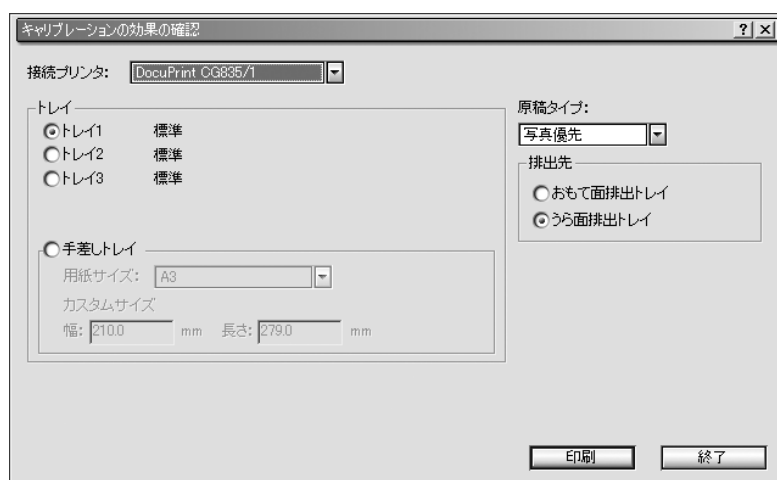 キャリブレーションの効果の確認
接続プリンタ: DocuPrint CG835/1
トレイ
トレイ1 標準
トレイ2 標準
トレイ3 標準
手差しトレイ
用紙サイズ: A3
カスタムサイズ
幅: 210.0 mm 長さ: 279.0 mm
原稿タイプ:
写真優先
排出先
おもて面排出トレイ
うら面排出トレイ
印刷 終了